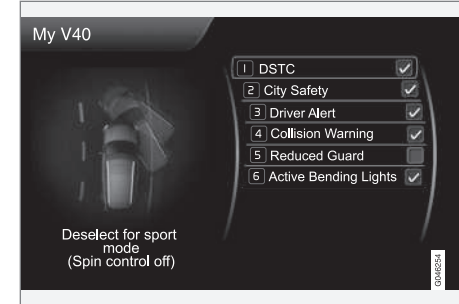 My V40
1 DSTC
2 City Safety
3 Driver Alert
4 Collision Warning
5 Reduced Guard
6 Active Bending Lights
Deselect for sport
mode
(Spin control off)
G046254